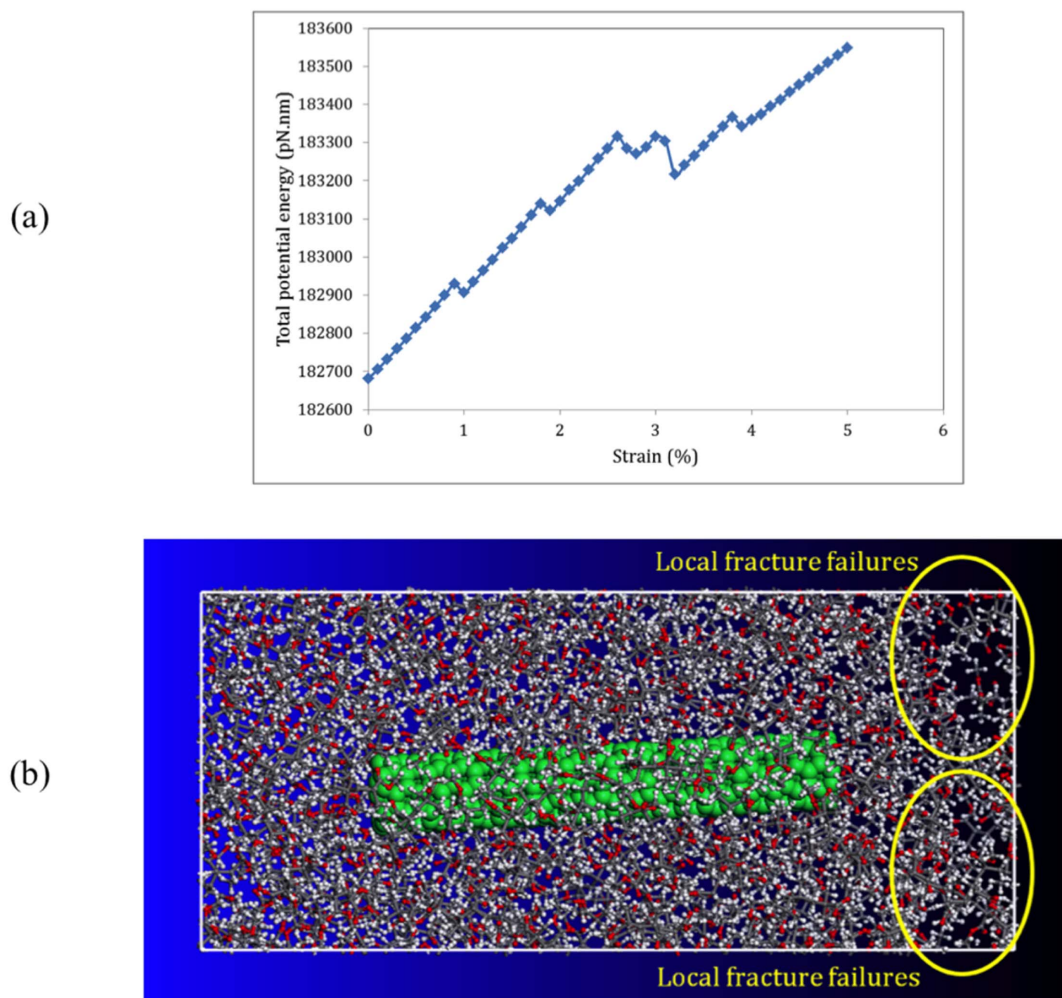 (a)
Total potential energy (pN.nm)
183600
183500
183400
183300
183200
183100
183000
182900
182800
182700
182600
0 1 2 3 4 5 6
Strain (%)
(b)
Local fracture failures
Local fracture failures